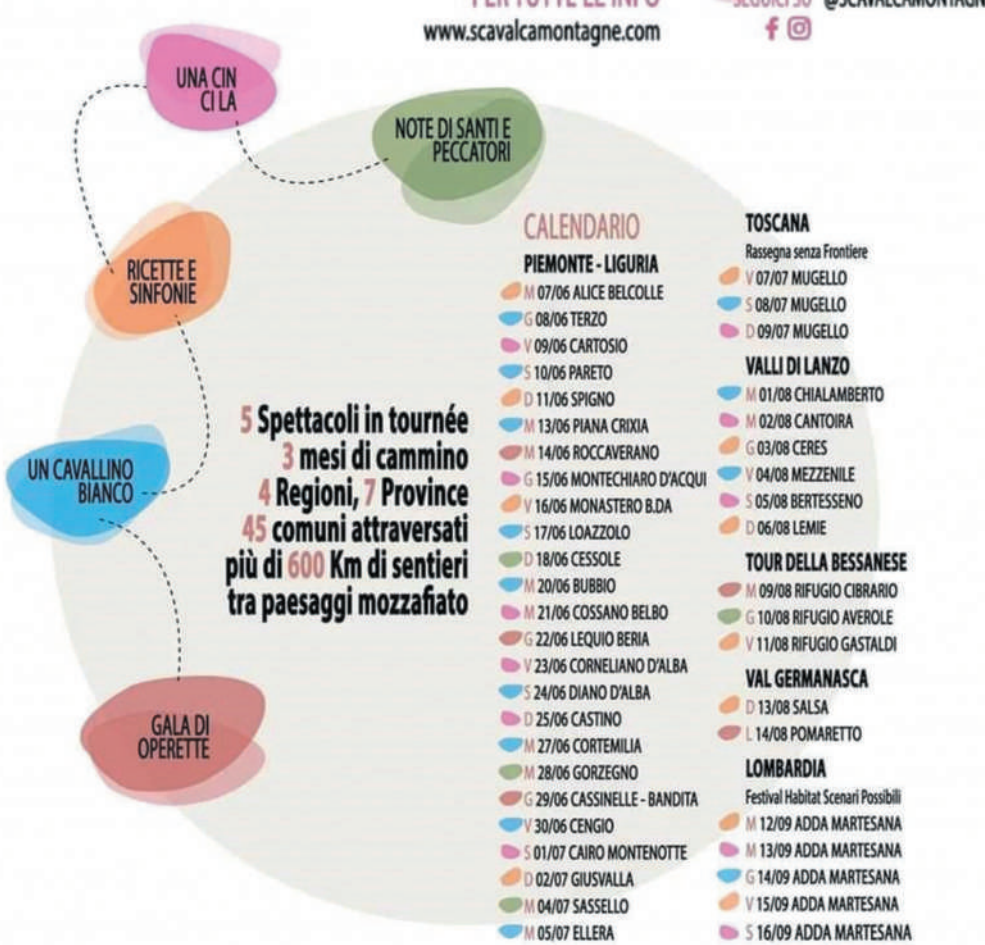 PER TUTTE LE INFO
www.scavalcamontagne.com
SEGUICI SU @SCAVALCAMONTAGN
UNA CIN
CI LA
NOTE DI SANTI E
PECCATORI
RICETTE E
SINFONIE
UN CAVALLINO
BIANCO
GALA DI
OPERETTE
5 Spettacoli in tournée
3 mesi di cammino
4 Regioni, 7 Province
45 comuni attraversati
più di 600 Km di sentieri
tra paesaggi mozzafiato
CALENDARIO
PIEMONTE - LIGURIA
M 07/06 ALICE BELCOLLE
G 08/06 TERZO
V 09/06 CARTOSIO
S 10/06 PARETO
D 11/06 SPIGNO
M 13/06 PIANA CRIXIA
M 14/06 ROCCAVERANO
G 15/06 MONTECHIARO D'ACQUI
V 16/06 MONASTERO B.DA
S 17/06 LOAZZOLO
D 18/06 CESSOLE
M 20/06 BUBBIO
M 21/06 COSSANO BELBO
G 22/06 LEQUIO BERIA
V 23/06 CORNELIANO D'ALBA
S 24/06 DIANO D'ALBA
D 25/06 CASTINO
M 27/06 CORTEMILIA
M 28/06 GORZEGNO
G 29/06 CASSINELLE - BANDITA
V 30/06 CENGIO
S 01/07 CAIRO MONTENOTTE
D 02/07 GIUSVALLA
M 04/07 SASSELLO
M 05/07 ELLERA
TOSCANA
Rassegna senza Frontiere
V 07/07 MUGELLO
S 08/07 MUGELLO
D 09/07 MUGELLO
VALLI DI LANZO
M 01/08 CHIALAMBERTO
M 02/08 CANTOIRA
G 03/08 CERES
V 04/08 MEZZENILE
S 05/08 BERTESSENO
D 06/08 LEMIE
TOUR DELLA BESSANESE
M 09/08 RIFUGIO CIBRARIO
G 10/08 RIFUGIO AVEROLE
V 11/08 RIFUGIO GASTALDI
VAL GERMANASCA
D 13/08 SALSA
L 14/08 POMARETTO
LOMBARDIA
Festival Habitat Scenari Possibili
M 12/09 ADDA MARTESANA
M 13/09 ADDA MARTESANA
G 14/09 ADDA MARTESANA
V 15/09 ADDA MARTESANA
S 16/09 ADDA MARTESANA